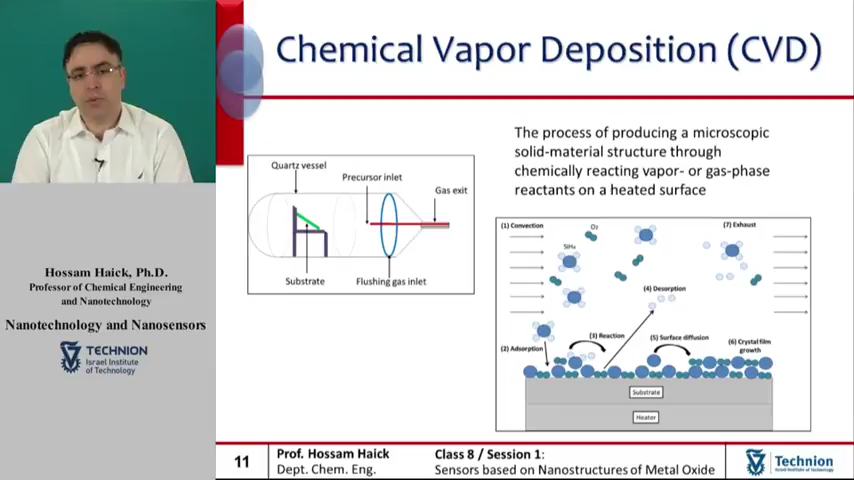 Chemical Vapor Deposition (CVD)
The process of producing a microscopic
solid-material structure through
chemically reacting vapor- or gas-phase
reactants on a heated surface
Quartz vessel
Precursor inlet
Gas exit
Substrate
Flushing gas inlet
(1) Convection
O₂
(7) Exhaust
SiH₄
(4) Desorption
(3) Reaction
(5) Surface diffusion
(6) Crystal film
growth
(2) Adsorption
Substrate
Heater
Hossam Haick, Ph.D.
Professor of Chemical Engineering
and Nanotechnology
Nanotechnology and Nanosensors
TECHNION
Israel Institute
of Technology
11
Prof. Hossam Haick
Dept. Chem. Eng.
Class 8 / Session 1:
Sensors based on Nanostructures of Metal Oxide
Technion
Israel Institute of Technology